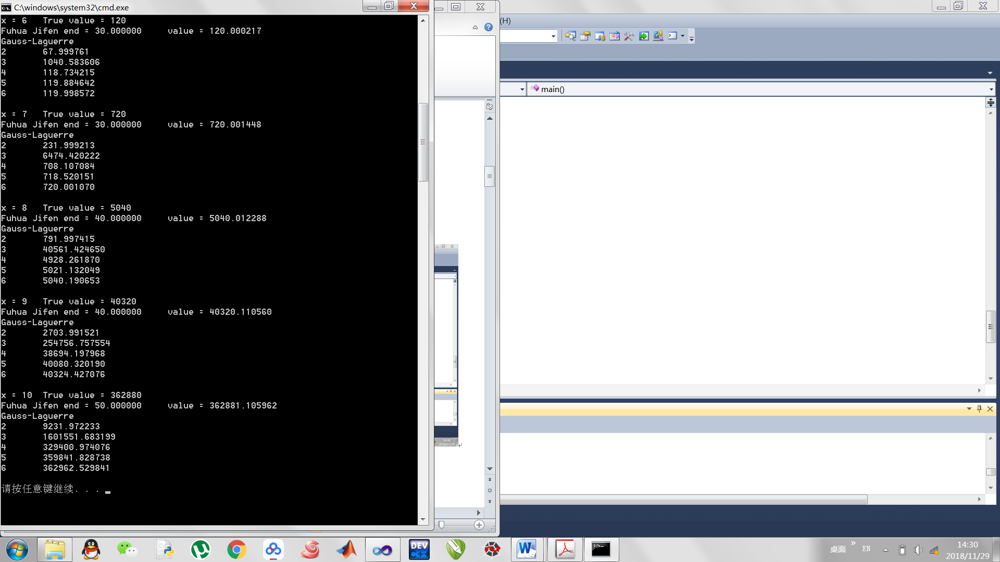 C:\windows\system32\cmd.exe
x = 6   True value = 120
Fuhua Jifen end = 30.000000     value = 120.000217
Gauss-Laguerre
2       67.999761
3       1040.583606
4       118.734215
5       119.884642
6       119.998572
x = 7   True value = 720
Fuhua Jifen end = 30.000000     value = 720.001448
Gauss-Laguerre
2       231.999213
3       6474.420222
4       708.107084
5       718.520151
6       720.001070
x = 8   True value = 5040
Fuhua Jifen end = 40.000000     value = 5040.012288
Gauss-Laguerre
2       791.997415
3       40561.424650
4       4928.261870
5       5021.132049
6       5040.190653
x = 9   True value = 40320
Fuhua Jifen end = 40.000000     value = 40320.110560
Gauss-Laguerre
2       2703.991521
3       254756.757554
4       38694.197968
5       40080.320190
6       40324.427076
x = 10  True value = 362880
Fuhua Jifen end = 50.000000     value = 362881.105962
Gauss-Laguerre
2       9231.972233
3       1601551.683199
4       329400.974076
5       359841.828738
6       362962.529841
请按任意键继续. . .
(H)
main()
14:30
2018/11/29
DEV
C++
桌面
EN
14:30
2018/11/29